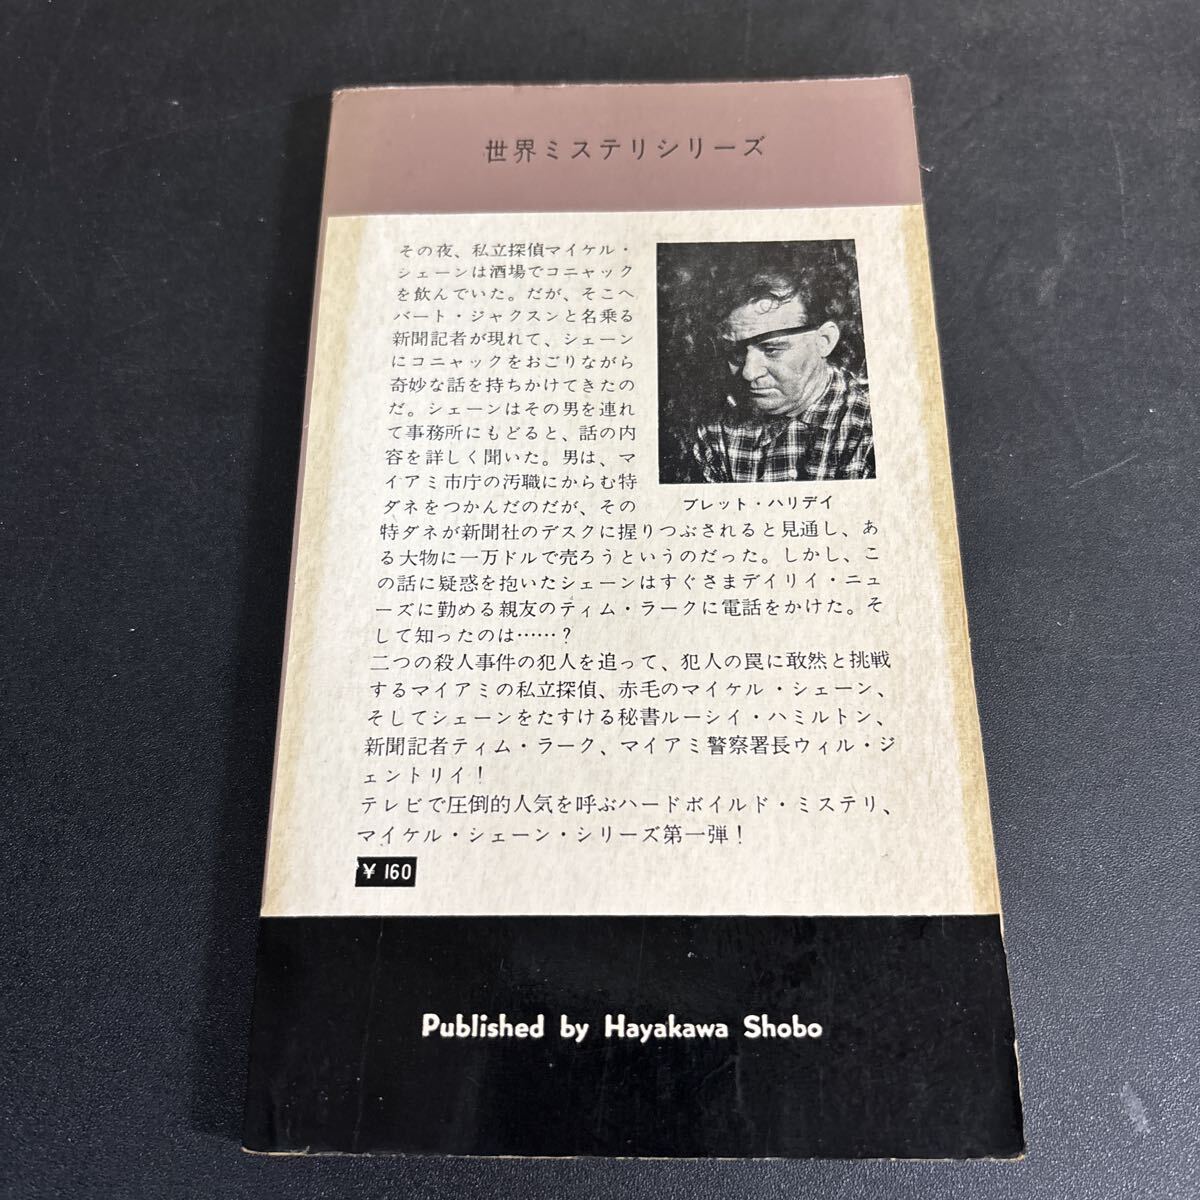 世界ミステリシリーズ
その夜、私立探偵マイケル・
シェーンは酒場でコニャック
を飲んでいた。だが、そこへ
バート・ジャクスンと名乗る
新聞記者が現れて、シェーン
にコニャックをおごりながら
奇妙な話を持ちかけてきたの
だ。シェーンはその男を連れ
て事務所にもどると、話の内
容を詳しく聞いた。男は、マ
イアミ市庁の汚職にからむ特
ダネをつかんだのだが、その
ブレット・ハリデイ
特ダネが新聞社のデスクに握りつぶされると見通し、あ
る大物に一万ドルで売ろうというのだった。しかし、こ
の話に疑惑を抱いたシェーンはすぐさまデイリイ・ニュ
ーズに勤める親友のティム・ラークに電話をかけた。そ
して知ったのは……？
二つの殺人事件の犯人を追って、犯人の罠に敢然と挑戦
するマイアミの私立探偵、赤毛のマイケル・シェーン、
そしてシェーンをたすける秘書ルーシイ・ハミルトン、
新聞記者ティム・ラーク、マイアミ警察署長ウィル・ジ
ェントリイ！
テレビで圧倒的人気を呼ぶハードボイルド・ミステリ、
マイケル・シェーン・シリーズ第一弾！
¥ 160
Published by Hayakawa Shobo